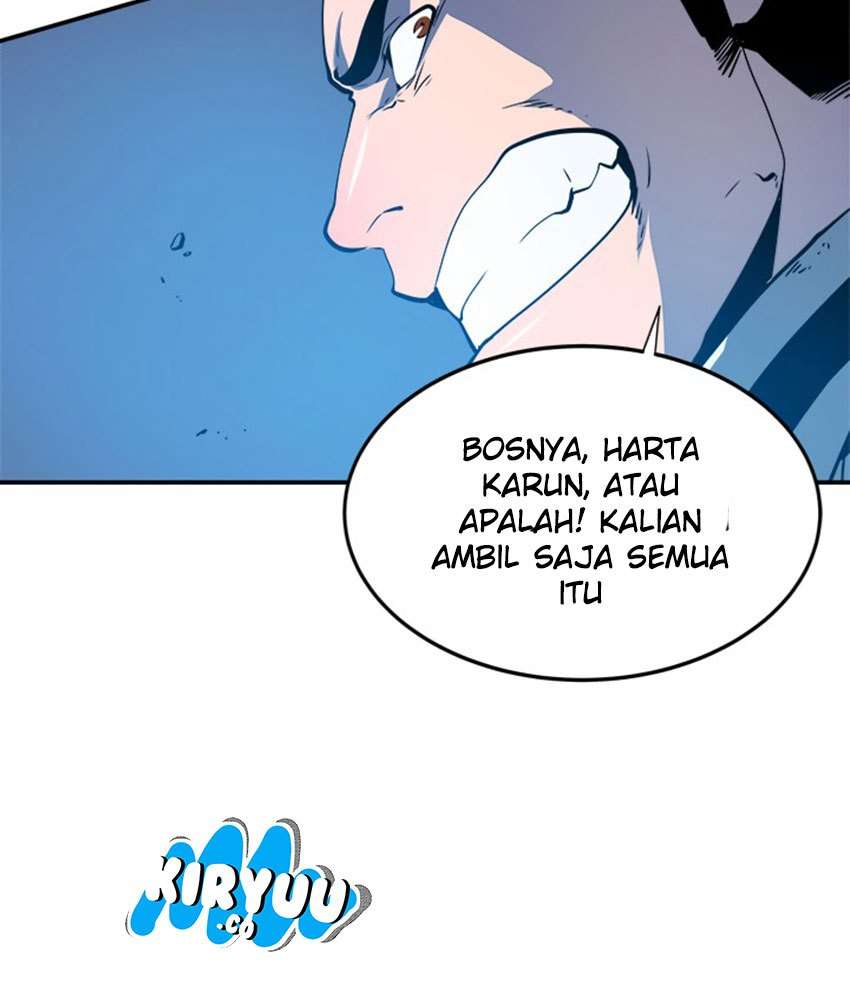 BOSNYA, HARTA
KARUN, ATAU
APALAH! KALIAN
AMBIL SAJA SEMUA
ITU
KIRYUU
.CO